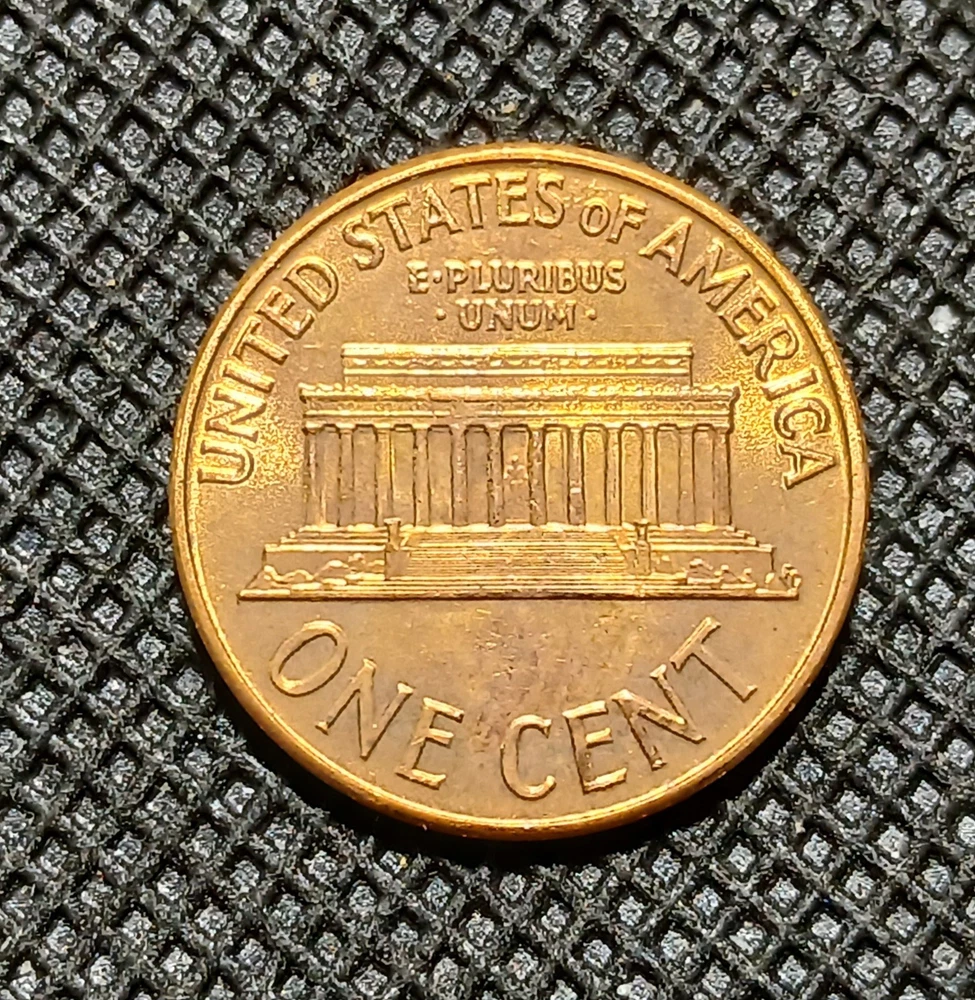 UNITED STATES OF AMERICA
E·PLURIBUS
·UNUM·
ONE CENT